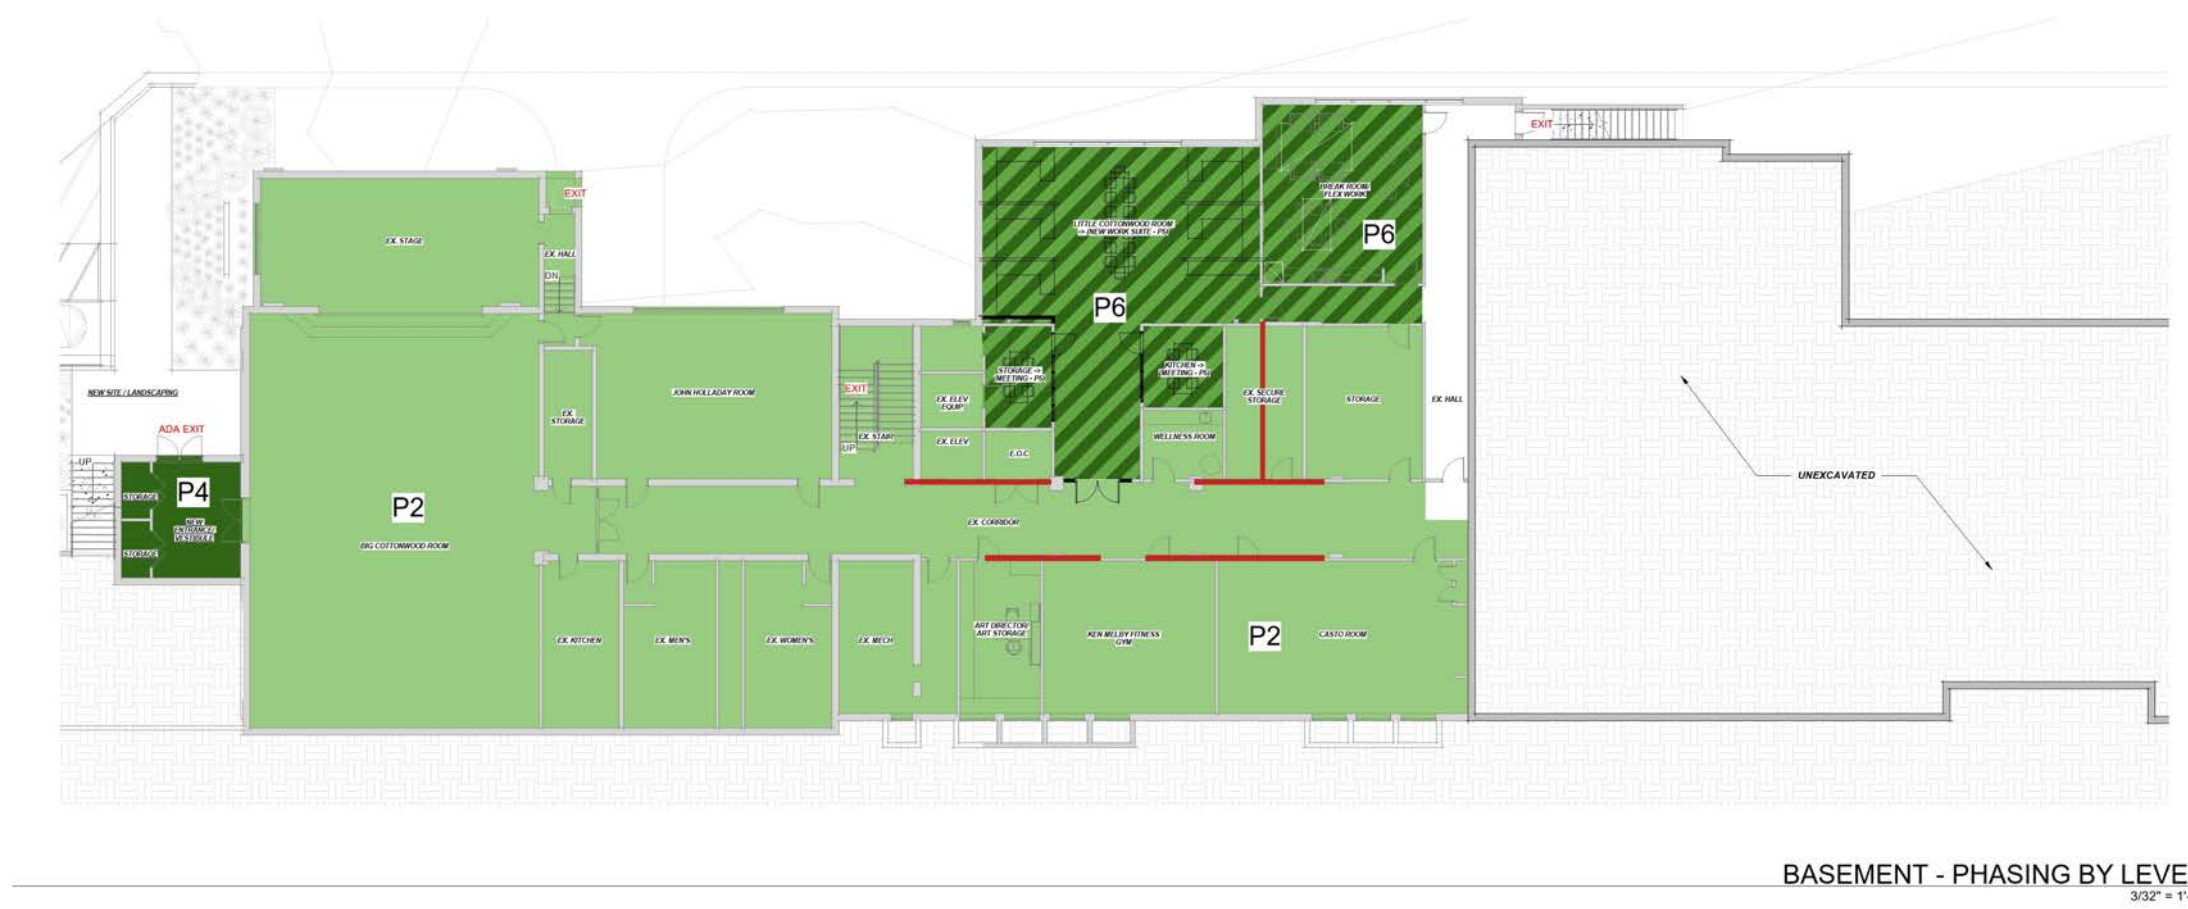 EXIT
EXIT
BREAK ROOM/
FLEX WORK
P6
LITTLE COTTONWOOD ROOM
-> (NEW WORK SUITE - P5)
EX. STAGE
EX. HALL
DN
P6
STORAGE ->
(MEETING - P5)
KITCHEN ->
(MEETING - P5)
NEW SITE / LANDSCAPING
JOHN HOLLADAY ROOM
EXIT
EX. ELEV
EQUIP
EX. SECURE
STORAGE
STORAGE
EX. HALL
EX.
STORAGE
ADA EXIT
EX. STAIR
UP
EX. ELEV
E.O.C
WELLNESS ROOM
UP
UNEXCAVATED
STORAGE
P4
NEW
ENTRANCE/
VESTIBULE
STORAGE
P2
BIG COTTONWOOD ROOM
EX. CORRIDOR
EX. KITCHEN
EX. MEN'S
EX. WOMEN'S
EX. MECH
ART DIRECTOR/
ART STORAGE
KEN MELBY FITNESS
GYM
P2
CASTO ROOM
BASEMENT - PHASING BY LEVE
3/32" = 1'-